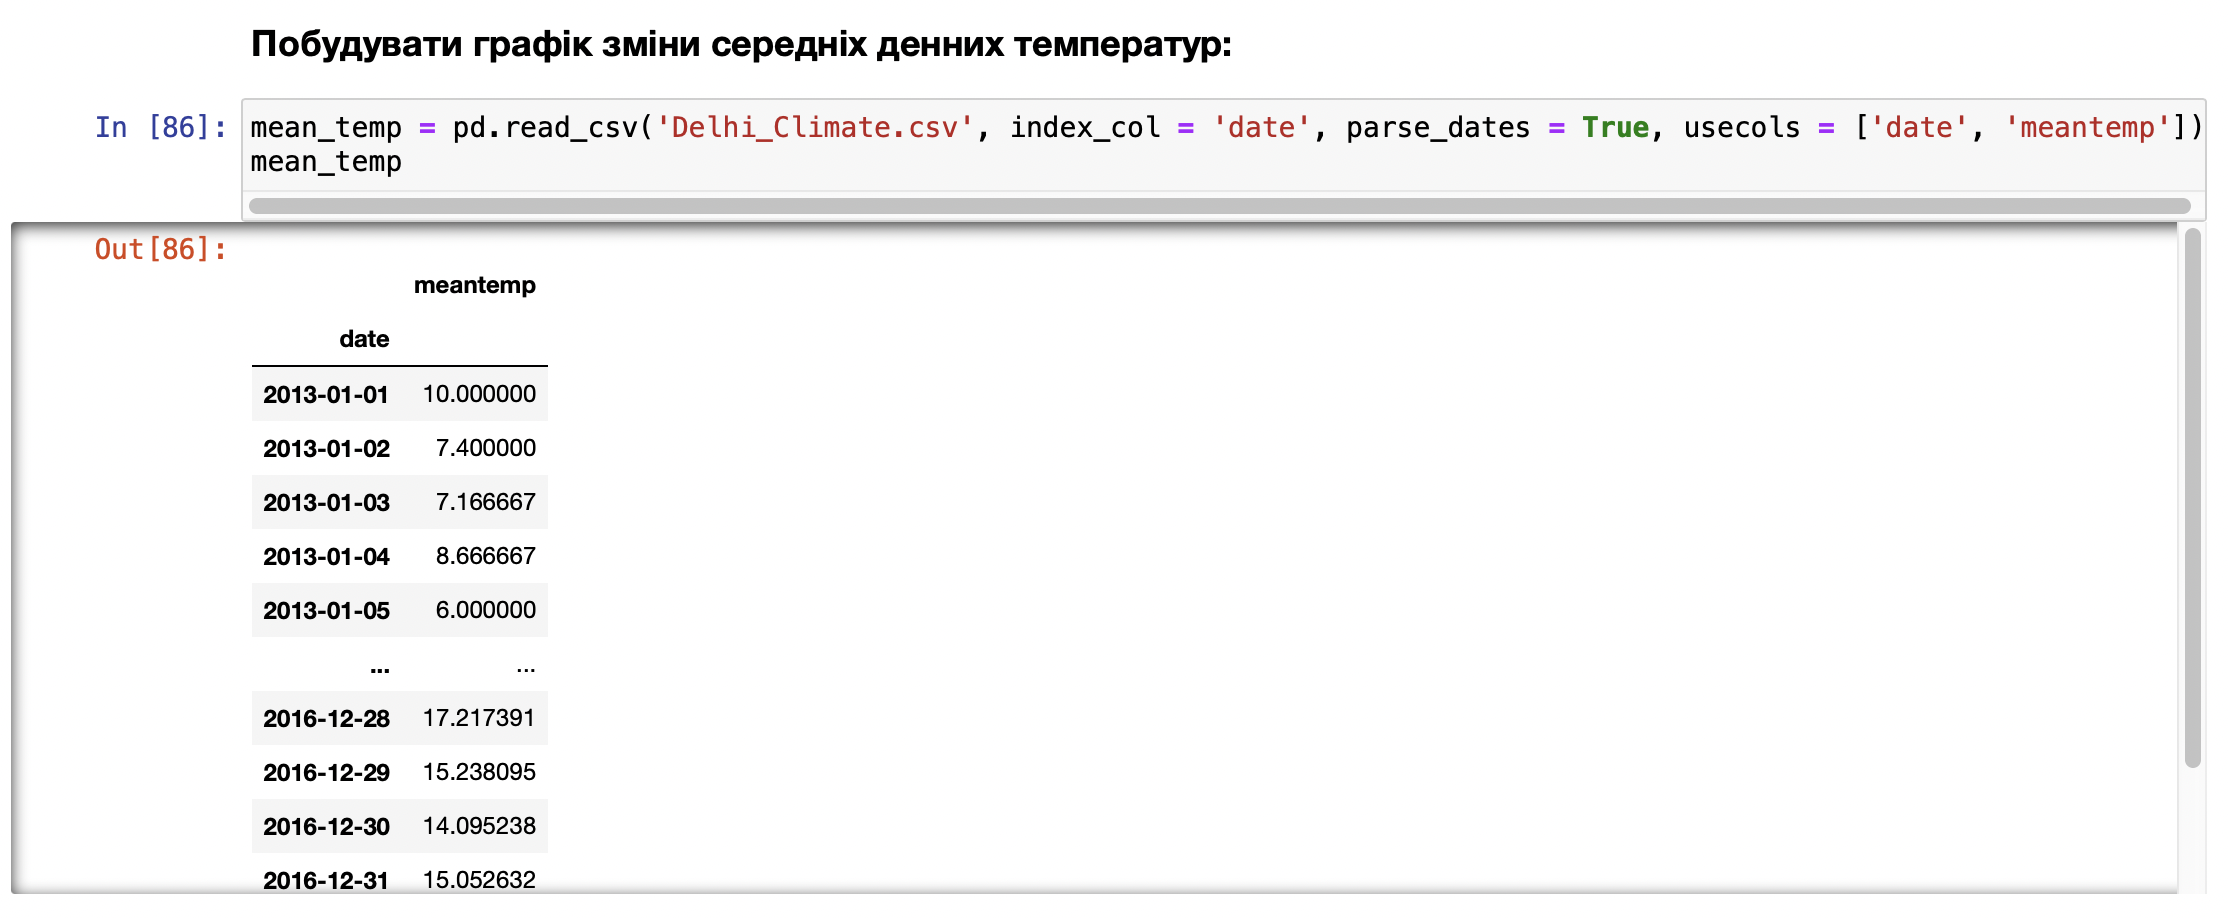 Побудувати графік зміни середніх денних температур:
In [86]: mean_temp = pd.read_csv('Delhi_Climate.csv', index_col = 'date', parse_dates = True, usecols = ['date', 'meantemp'])
mean_temp
Out[86]:
meantemp
date
2013-01-01 10.000000
2013-01-02 7.400000
2013-01-03 7.166667
2013-01-04 8.666667
2013-01-05 6.000000
... ...
2016-12-28 17.217391
2016-12-29 15.238095
2016-12-30 14.095238
2016-12-31 15.052632